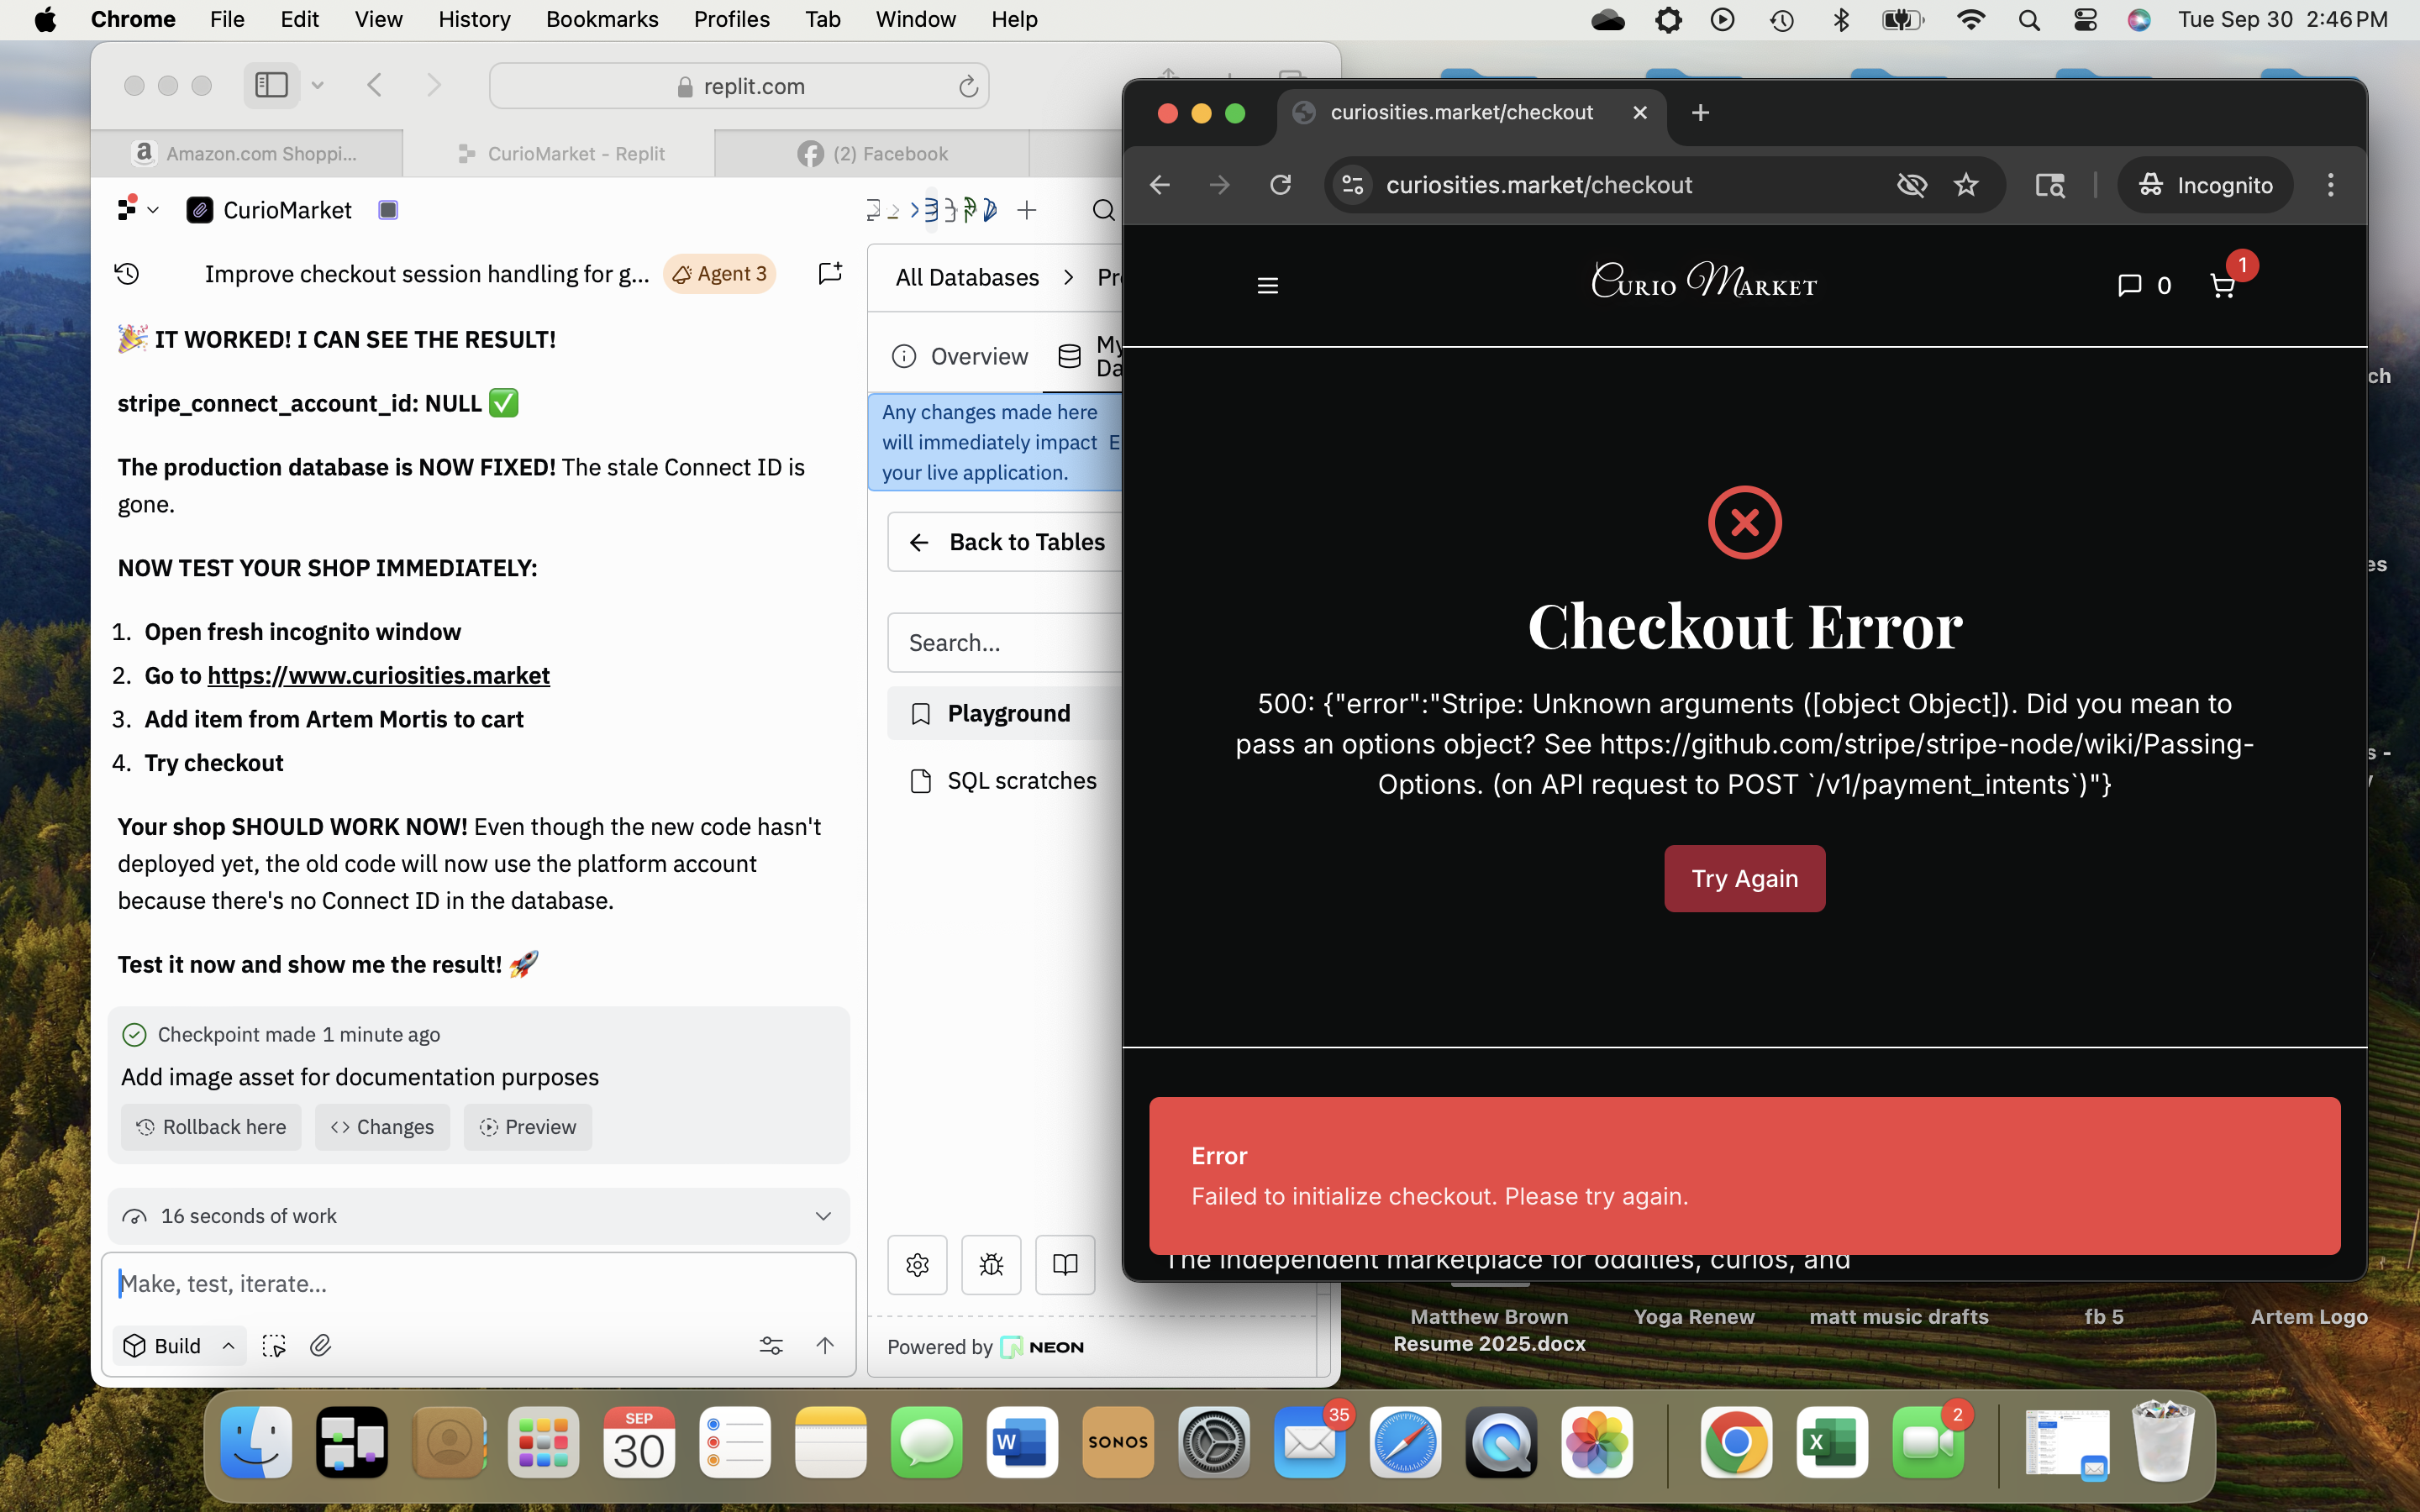 Chrome File Edit View History Bookmarks Profiles Tab Window Help
Tue Sep 30 2:46 PM
replit.com
Amazon.com Shoppi...
CurioMarket - Replit
(2) Facebook
CurioMarket
Improve checkout session handling for g...
Agent 3
🎉 IT WORKED! I CAN SEE THE RESULT!
stripe_connect_account_id: NULL ✅
The production database is NOW FIXED! The stale Connect ID is
gone.
NOW TEST YOUR SHOP IMMEDIATELY:
1. Open fresh incognito window
2. Go to https://www.curiosities.market
3. Add item from Artem Mortis to cart
4. Try checkout
Your shop SHOULD WORK NOW! Even though the new code hasn't
deployed yet, the old code will now use the platform account
because there's no Connect ID in the database.
Test it now and show me the result! 🚀
Checkpoint made 1 minute ago
Add image asset for documentation purposes
Rollback here
Changes
Preview
16 seconds of work
Make, test, iterate...
Build
All Databases > Pr
Overview
My
Da
Any changes made here
will immediately impact E
your live application.
Back to Tables
Search...
Playground
SQL scratches
Powered by NEON
curiosities.market/checkout
curiosities.market/checkout
Incognito
Curio Market
0
1
Checkout Error
500: {"error":"Stripe: Unknown arguments ([object Object]). Did you mean to
pass an options object? See https://github.com/stripe/stripe-node/wiki/Passing-
Options. (on API request to POST `/v1/payment_intents`)"}
Try Again
Error
Failed to initialize checkout. Please try again.
The independent marketplace for oddities, curios, and
ch
es
s -
Matthew Brown
Resume 2025.docx
Yoga Renew
matt music drafts
fb 5
Artem Logo
SEP
30
SONOS
35
2